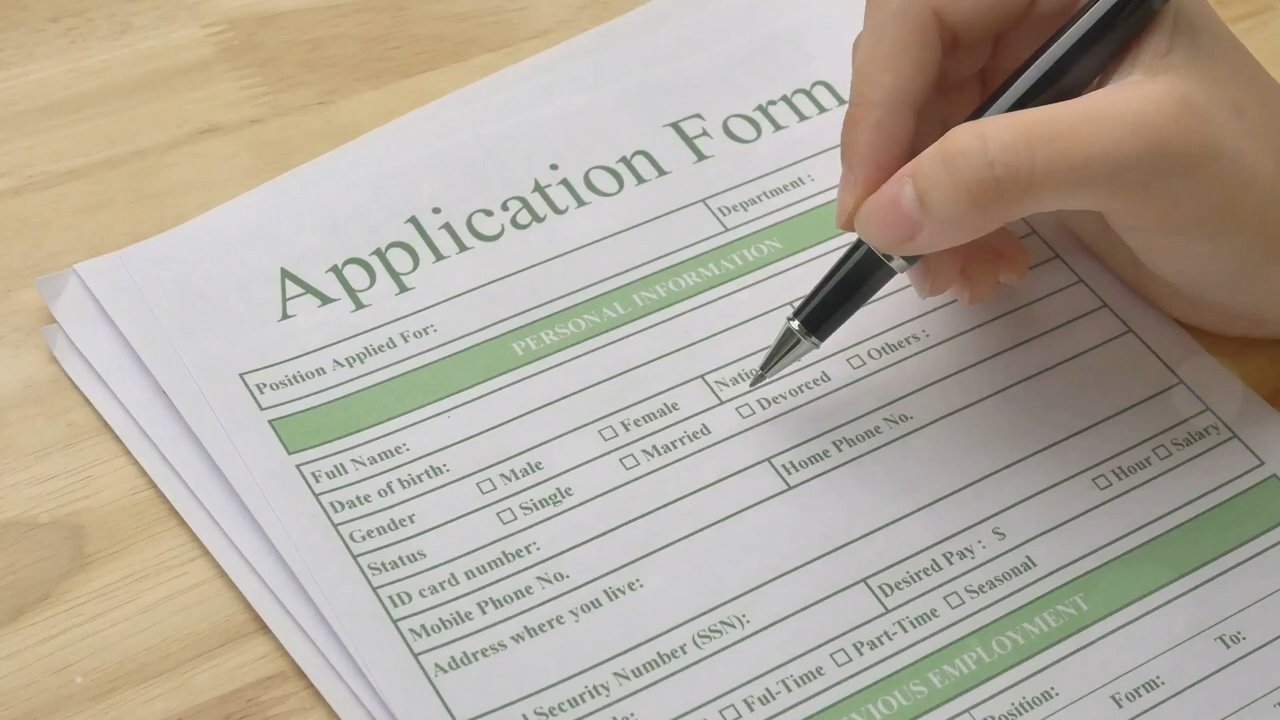 Application Form
Position Applied For: Department :
PERSONAL INFORMATION
Full Name:
Date of birth:
Gender ☐ Male ☐ Female
Status ☐ Single ☐ Married ☐ Devorced ☐ Others :
ID card number:
Mobile Phone No. Home Phone No.
Address where you live:
Security Number (SSN): Desired Pay : $ ☐ Hour ☐ Salary
☐ Ful-Time ☐ Part-Time ☐ Seasonal
EMPLOYMENT
Position: Form: To: